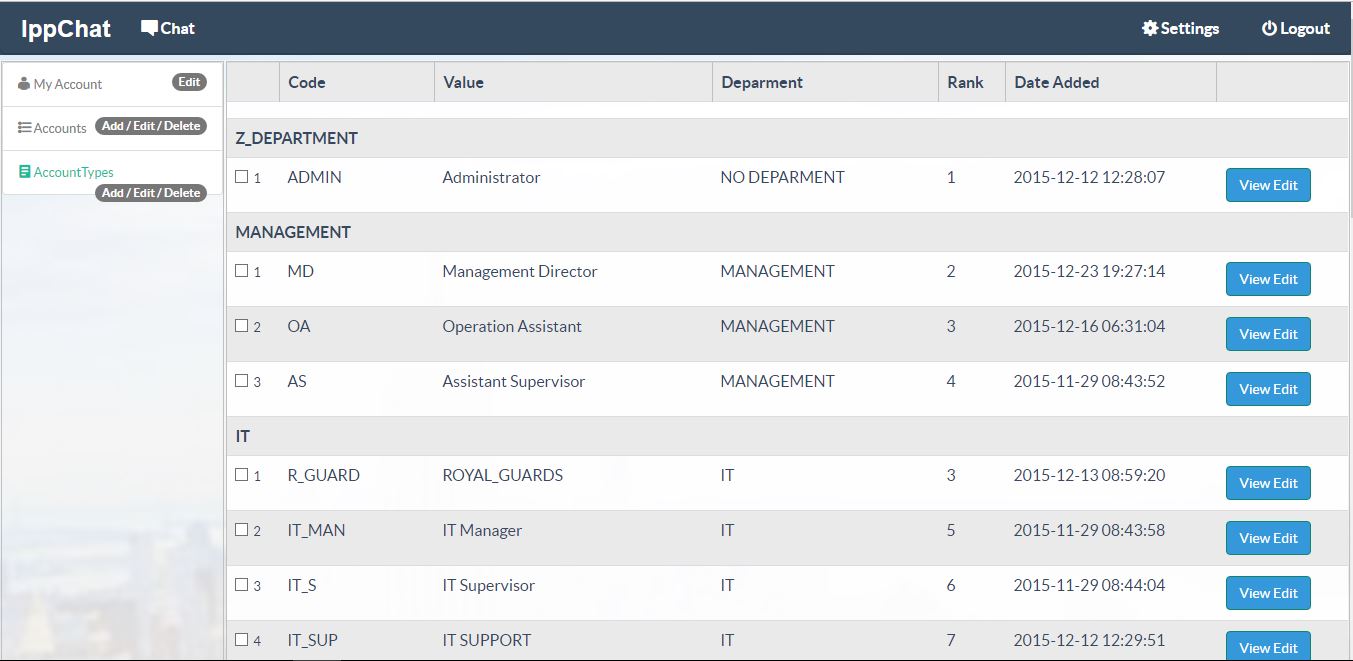 IppChat Chat Settings Logout
My Account Edit
Accounts Add / Edit / Delete
AccountTypes
Add / Edit / Delete
Code Value Deparment Rank Date Added
Z_DEPARTMENT
1 ADMIN Administrator NO DEPARMENT 1 2015-12-12 12:28:07 View Edit
MANAGEMENT
1 MD Management Director MANAGEMENT 2 2015-12-23 19:27:14 View Edit
2 OA Operation Assistant MANAGEMENT 3 2015-12-16 06:31:04 View Edit
3 AS Assistant Supervisor MANAGEMENT 4 2015-11-29 08:43:52 View Edit
IT
1 R_GUARD ROYAL_GUARDS IT 3 2015-12-13 08:59:20 View Edit
2 IT_MAN IT Manager IT 5 2015-11-29 08:43:58 View Edit
3 IT_S IT Supervisor IT 6 2015-11-29 08:44:04 View Edit
4 IT_SUP IT SUPPORT IT 7 2015-12-12 12:29:51 View Edit